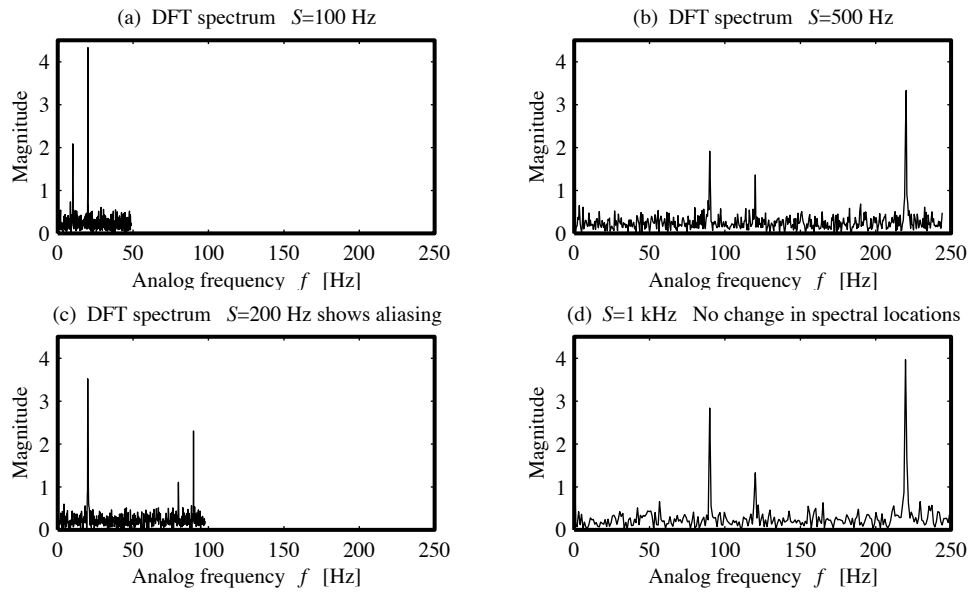 (a) DFT spectrum S=100 Hz
Magnitude
4
3
2
1
0
0 50 100 150 200 250
Analog frequency f [Hz]
(b) DFT spectrum S=500 Hz
Magnitude
4
3
2
1
0
0 50 100 150 200 250
Analog frequency f [Hz]
(c) DFT spectrum S=200 Hz shows aliasing
Magnitude
4
3
2
1
0
0 50 100 150 200 250
Analog frequency f [Hz]
(d) S=1 kHz No change in spectral locations
Magnitude
4
3
2
1
0
0 50 100 150 200 250
Analog frequency f [Hz]